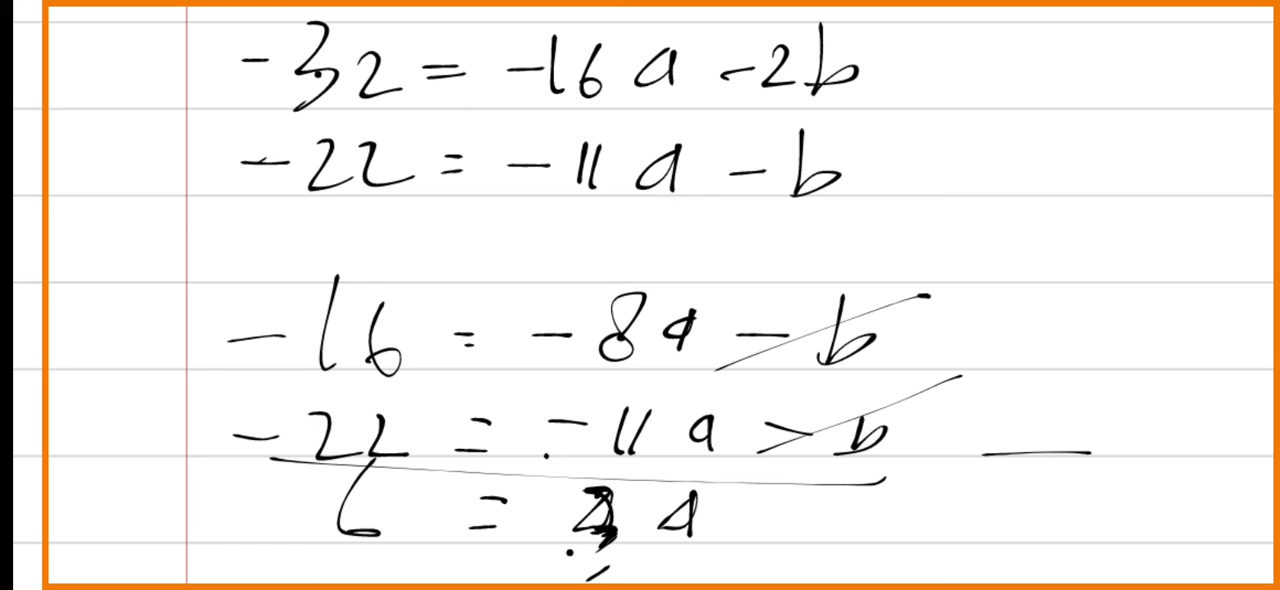 -32 = -16a -2b
-22 = -11a - b
-16 = -8a - b
-22 = -11a - b
6 = 3a